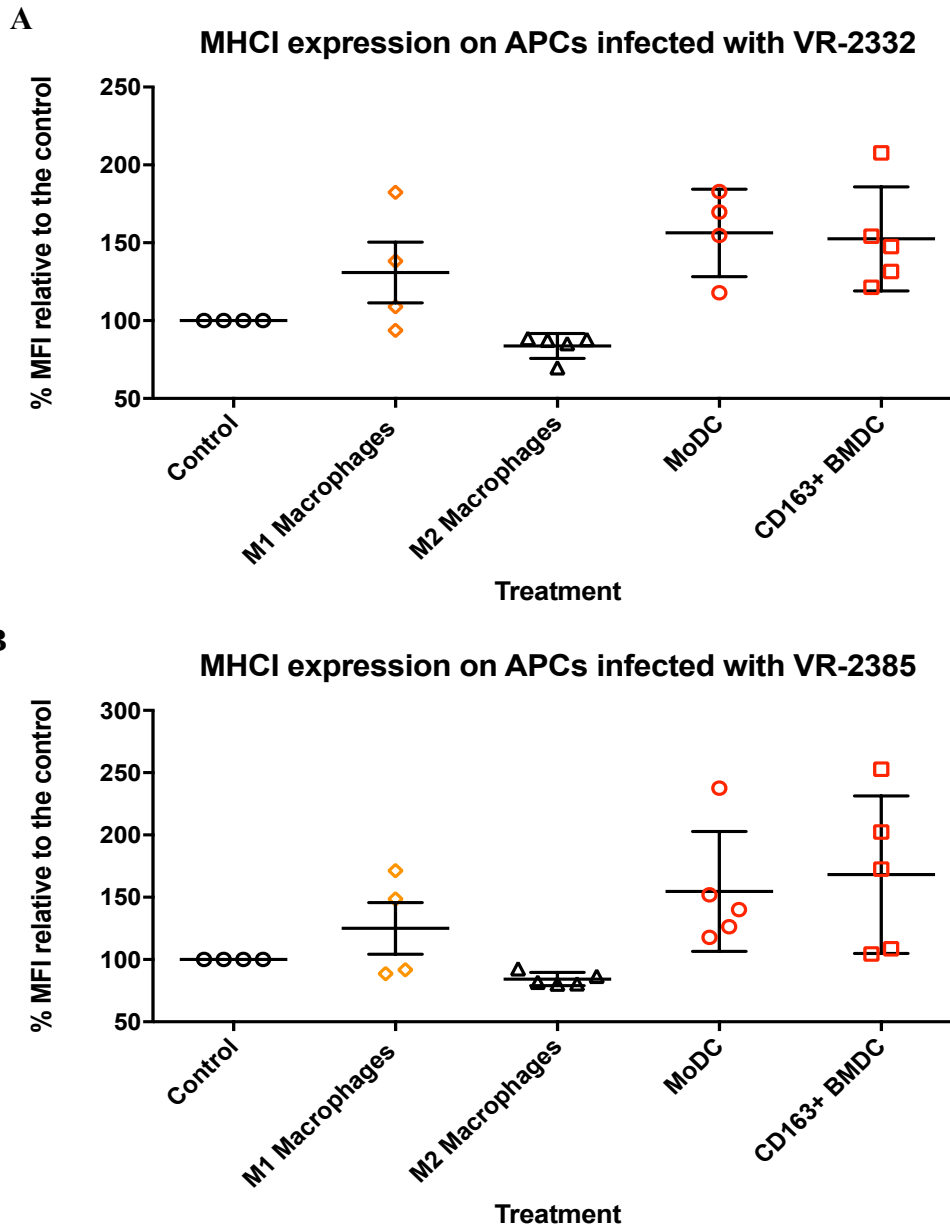 A
MHCI expression on APCs infected with VR-2332
% MFI relative to the control
250
200
150
100
50
Control
M1 Macrophages
M2 Macrophages
MoDC
CD163+ BMDC
Treatment
B
MHCI expression on APCs infected with VR-2385
% MFI relative to the control
300
250
200
150
100
50
Control
M1 Macrophages
M2 Macrophages
MoDC
CD163+ BMDC
Treatment